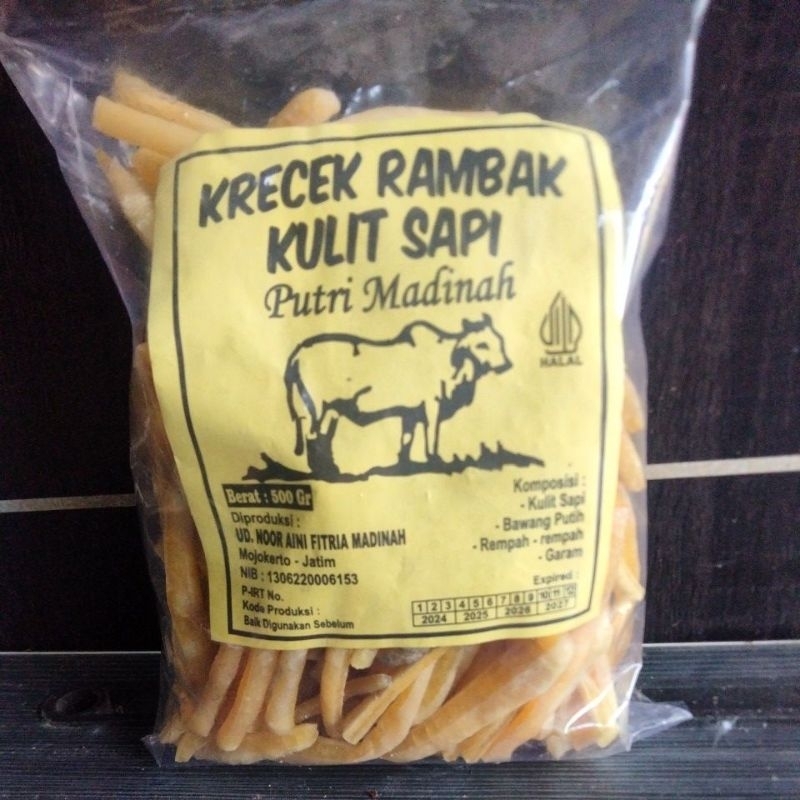 KRECEK RAMBAK
KULIT SAPI
Putri Madinah
HALAL
Berat : 500 Gr
Diproduksi :
UD. NOOR AINI FITRIA MADINAH
Mojokerto - Jatim
NIB : 1306220006153
P-IRT No.
Kode Produksi :
Baik Digunakan Sebelum
Komposisi :
- Kulit Sapi
- Bawang Putih
- Rempah - rempah
- Garam
Expired :
1 2 3 4 5 6 7 8 9 10 11 12
2024 2025 2026 2027